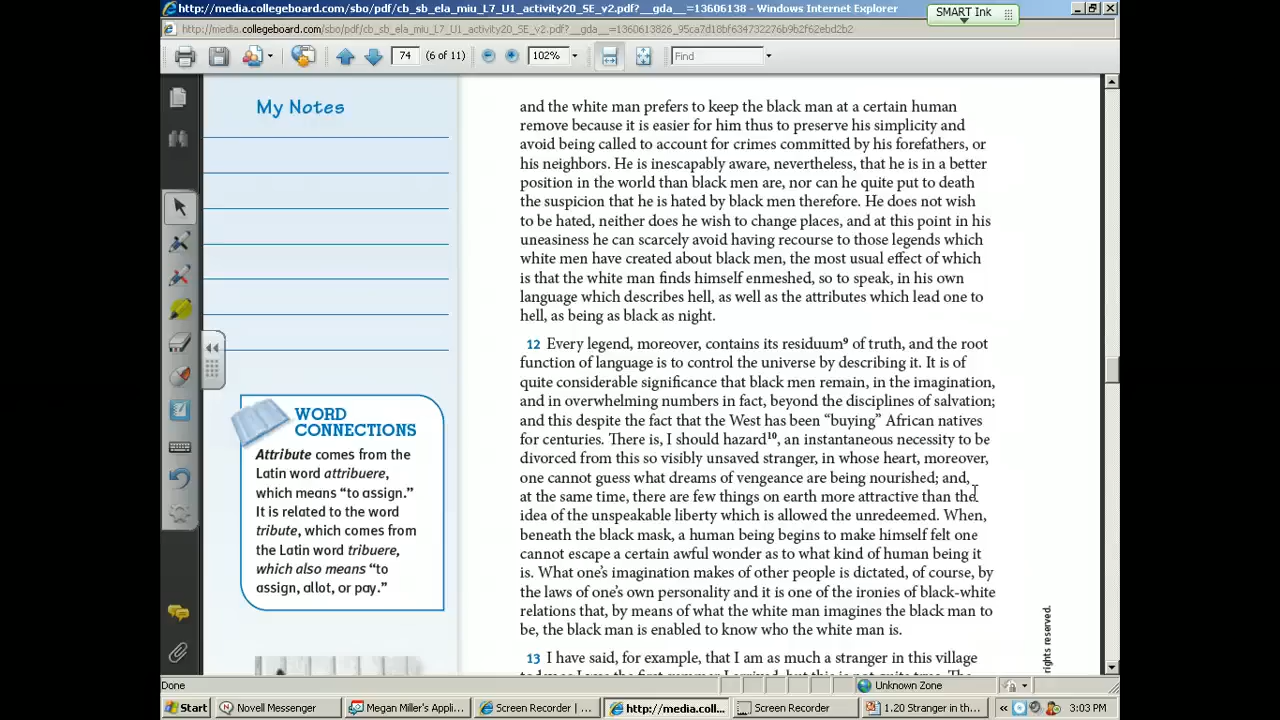 http://media.collegeboard.com/sbo/pdf/cb_sb_ela_miu_L7_U1_activity20_SE_v2.pdf?__gda__=13606138 - Windows Internet Explorer
SMART Ink
http://media.collegeboard.com/sbo/pdf/cb_sb_ela_miu_L7_U1_activity20_SE_v2.pdf?__gda__=1360613826_95ca7d18bf634732276b9b2f62ebd2b2
74 (6 of 11) 102% Find
My Notes
and the white man prefers to keep the black man at a certain human
remove because it is easier for him thus to preserve his simplicity and
avoid being called to account for crimes committed by his forefathers, or
his neighbors. He is inescapably aware, nevertheless, that he is in a better
position in the world than black men are, nor can he quite put to death
the suspicion that he is hated by black men therefore. He does not wish
to be hated, neither does he wish to change places, and at this point in his
uneasiness he can scarcely avoid having recourse to those legends which
white men have created about black men, the most usual effect of which
is that the white man finds himself enmeshed, so to speak, in his own
language which describes hell, as well as the attributes which lead one to
hell, as being as black as night.
12 Every legend, moreover, contains its residuum⁹ of truth, and the root
function of language is to control the universe by describing it. It is of
quite considerable significance that black men remain, in the imagination,
and in overwhelming numbers in fact, beyond the disciplines of salvation;
and this despite the fact that the West has been “buying” African natives
for centuries. There is, I should hazard¹⁰, an instantaneous necessity to be
divorced from this so visibly unsaved stranger, in whose heart, moreover,
one cannot guess what dreams of vengeance are being nourished; and,
at the same time, there are few things on earth more attractive than the
idea of the unspeakable liberty which is allowed the unredeemed. When,
beneath the black mask, a human being begins to make himself felt one
cannot escape a certain awful wonder as to what kind of human being it
is. What one’s imagination makes of other people is dictated, of course, by
the laws of one’s own personality and it is one of the ironies of black-white
relations that, by means of what the white man imagines the black man to
be, the black man is enabled to know who the white man is.
13 I have said, for example, that I am as much a stranger in this village
WORD
CONNECTIONS
Attribute comes from the
Latin word attribuere,
which means “to assign.”
It is related to the word
tribute, which comes from
the Latin word tribuere,
which also means “to
assign, allot, or pay.”
rights reserved.
Done
Unknown Zone
Start
Novell Messenger
Megan Miller's Appli...
Screen Recorder | ...
http://media.coll...
Screen Recorder
1.20 Stranger in th...
3:03 PM